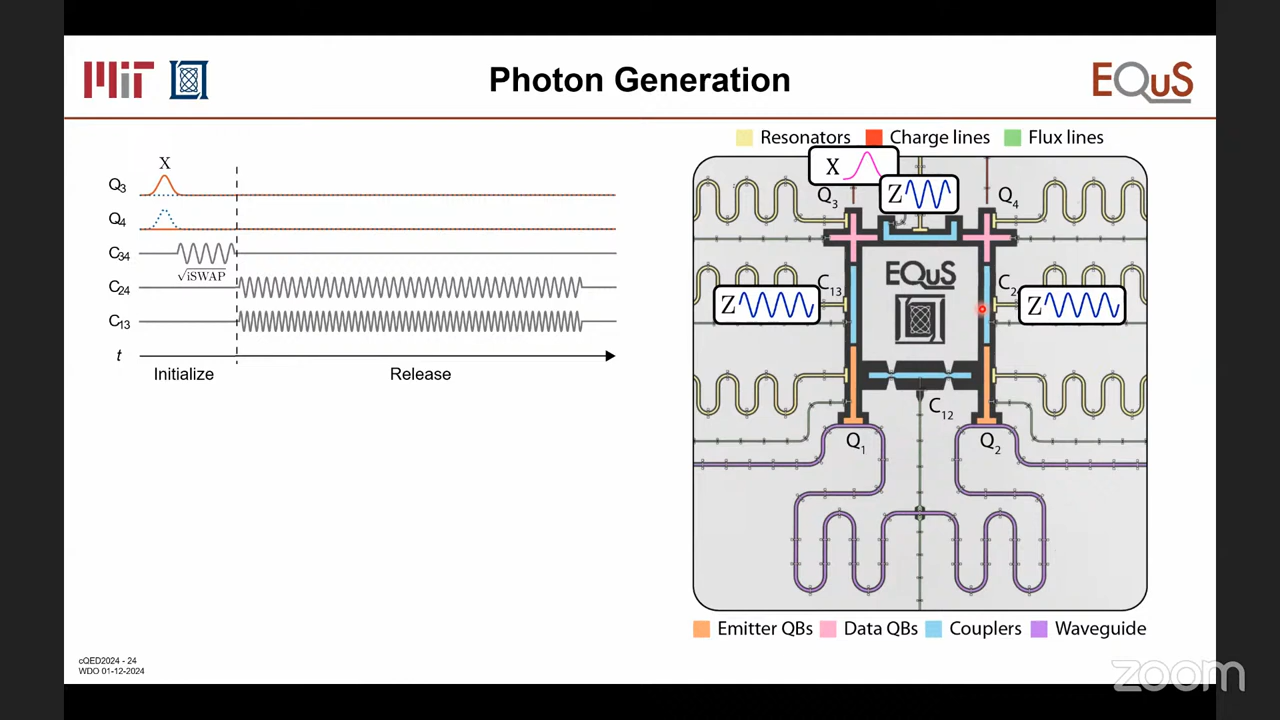 MiT
Photon Generation
EQuS
Resonators Charge lines Flux lines
X
Q3
Q4
C34
√iSWAP
C24
C13
t
Initialize Release
X
Z
Q3
Q4
EQuS
C13
C2
Z
Z
C12
Q1
Q2
Emitter QBs Data QBs Couplers Waveguide
cQED2024 - 24
WDO 01-12-2024
zoom